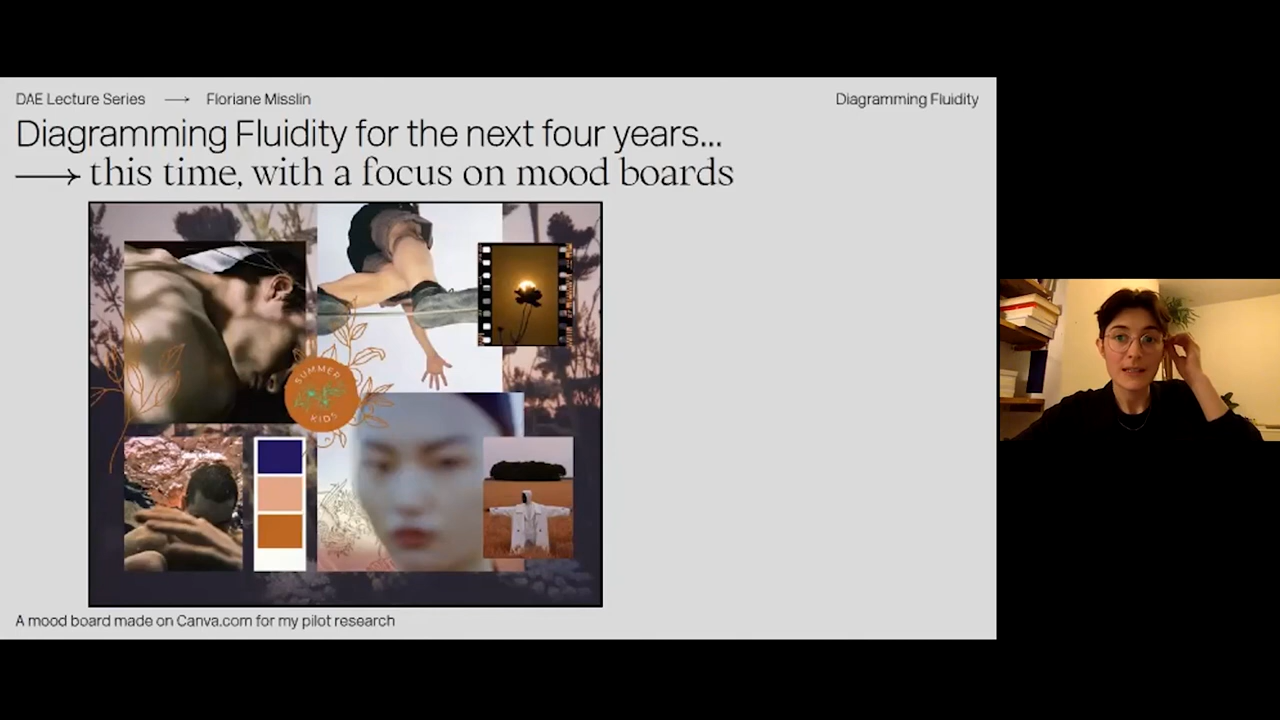 DAE Lecture Series → Floriane Misslin
Diagramming Fluidity
Diagramming Fluidity for the next four years...
→ this time, with a focus on mood boards
SUMMER
KIDS
A mood board made on Canva.com for my pilot research